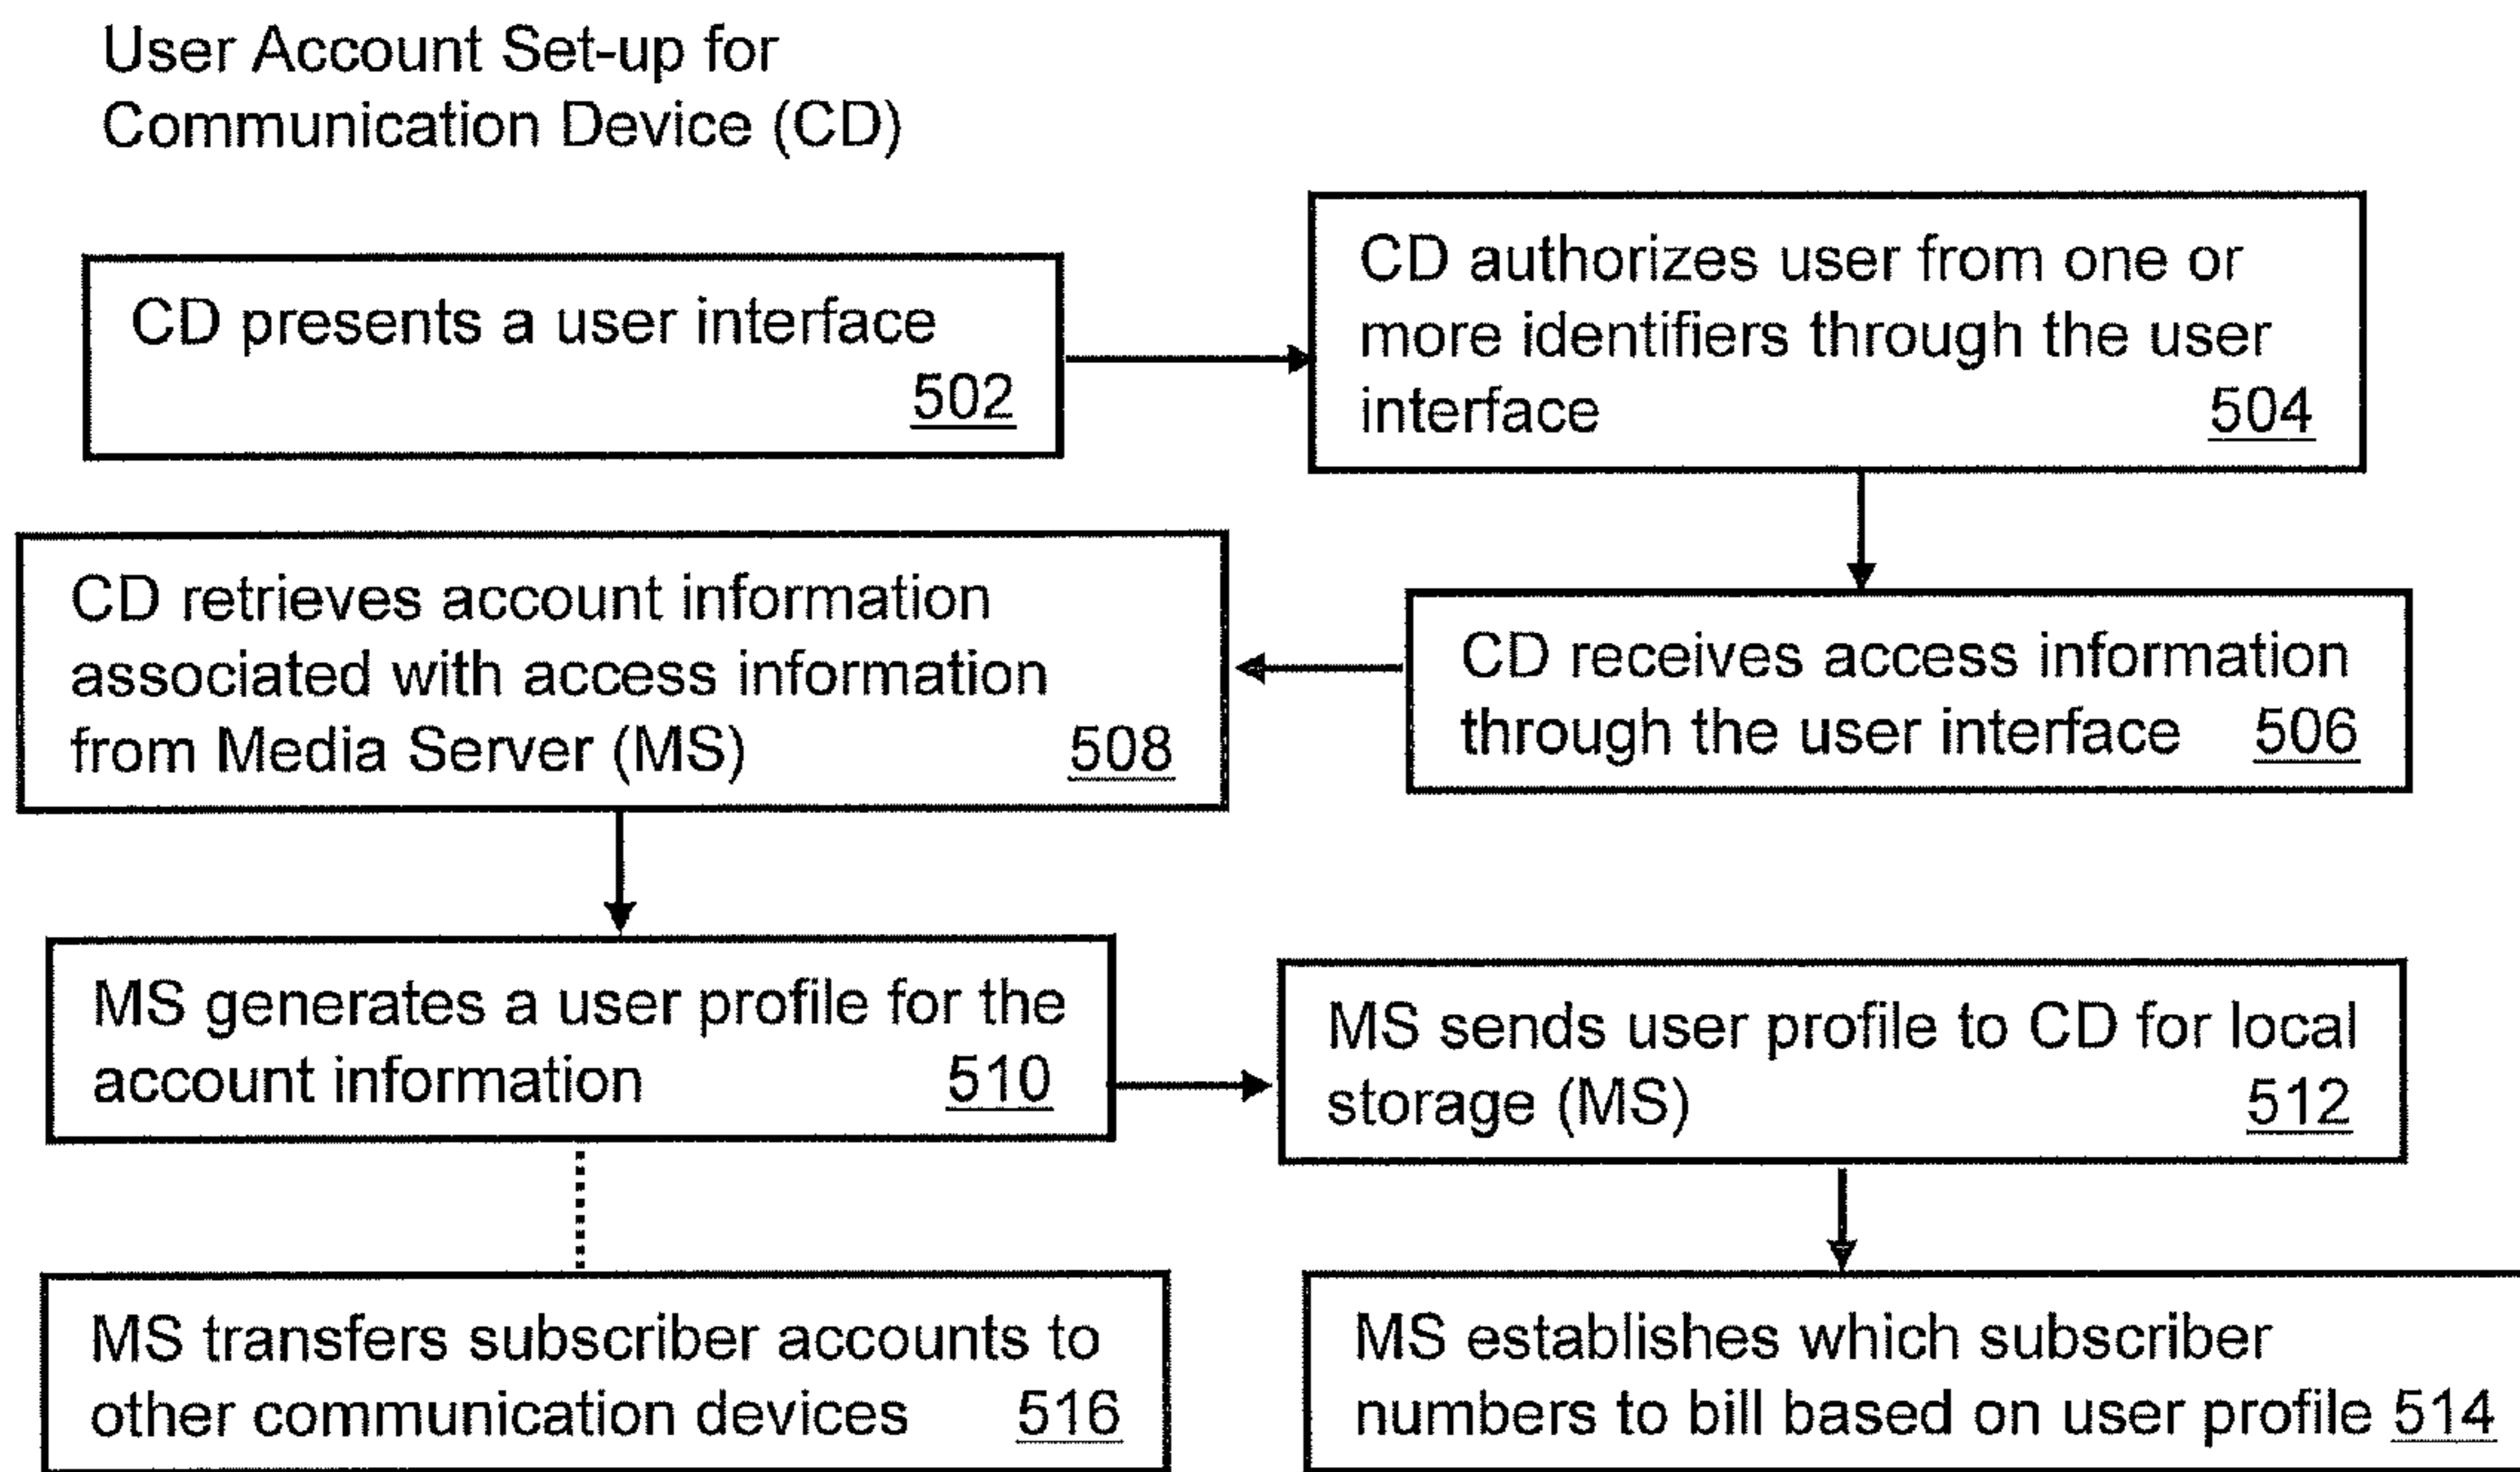 User Account Set-up for
Communication Device (CD)
CD presents a user interface
502
CD authorizes user from one or
more identifiers through the user
interface 504
CD receives access information
through the user interface 506
CD retrieves account information
associated with access information
from Media Server (MS) 508
MS generates a user profile for the
account information 510
MS sends user profile to CD for local
storage (MS) 512
MS establishes which subscriber
numbers to bill based on user profile 514
MS transfers subscriber accounts to
other communication devices 516